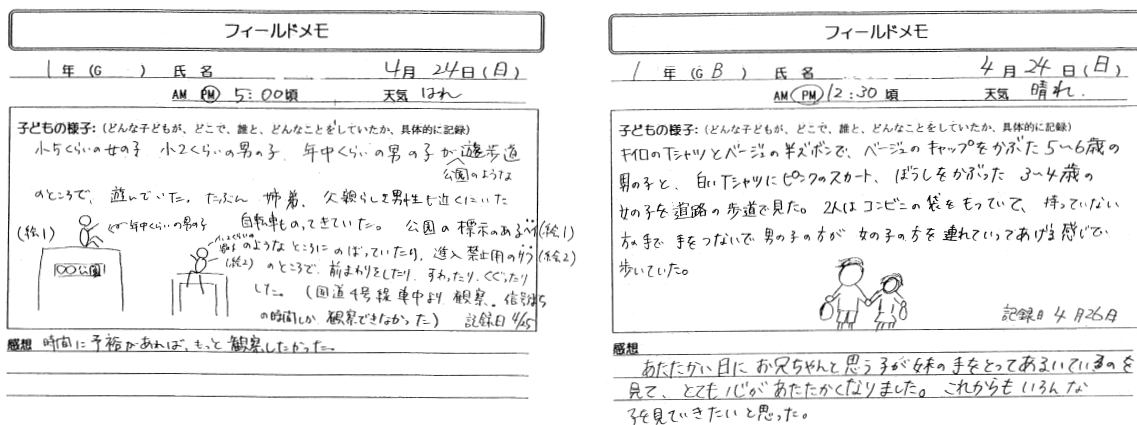 フィールドメモ
1年(G ) 氏名 4月24日(日)
AM PM 5:00頃 天気 はれ
子どもの様子:(どんな子どもが、どこで、誰と、どんなことをしていたか、具体的に記録)
小5くらいの女の子 小2くらいの男の子 年中くらいの男の子が 歩道
公園のような
のところで、遊んでいた。たぶん 姉弟、父親らしき男性も近くにいた
(絵1)
年中くらいの男の子
自転車ものってきていた。 公園の標示のある (絵1)
小2くらいの男の子
のようなところにのぼっていたり、進入禁止用の (絵2)
(絵2)
のところで、前まわりをしたり、すわったり、くぐったり
〇〇公園
した。 (国道4号線車中より観察。信号待ち
の時間しか観察できなかった) 記録日 4/25
感想 時間に予裕があれば、もっと観察したかった。
フィールドメモ
1年(G B) 氏名 4月24日(日)
AM PM 12:30頃 天気 晴れ.
子どもの様子:(どんな子どもが、どこで、誰と、どんなことをしていたか、具体的に記録)
キイロのTシャツとベージュの半ズボンで、ベージュのキャップをかぶた5〜6歳の
男の子と、白いTシャツにピンクのスカート、ぼうしをかぶった 3〜4歳の
女の子を道路の歩道で見た。2人はコンビニの袋をもっていて、持っていない
方の手で手をつないで男の子の方が女の子の方を連れていってあげる感じで
歩いていた。
記録日 4月26日
感想
あたたかい日にお兄ちゃんと思う子が妹の手をとってあるいているのを
見て、とても心があたたかくなりました。これからもいろんな
子を見ていきたいと思った。